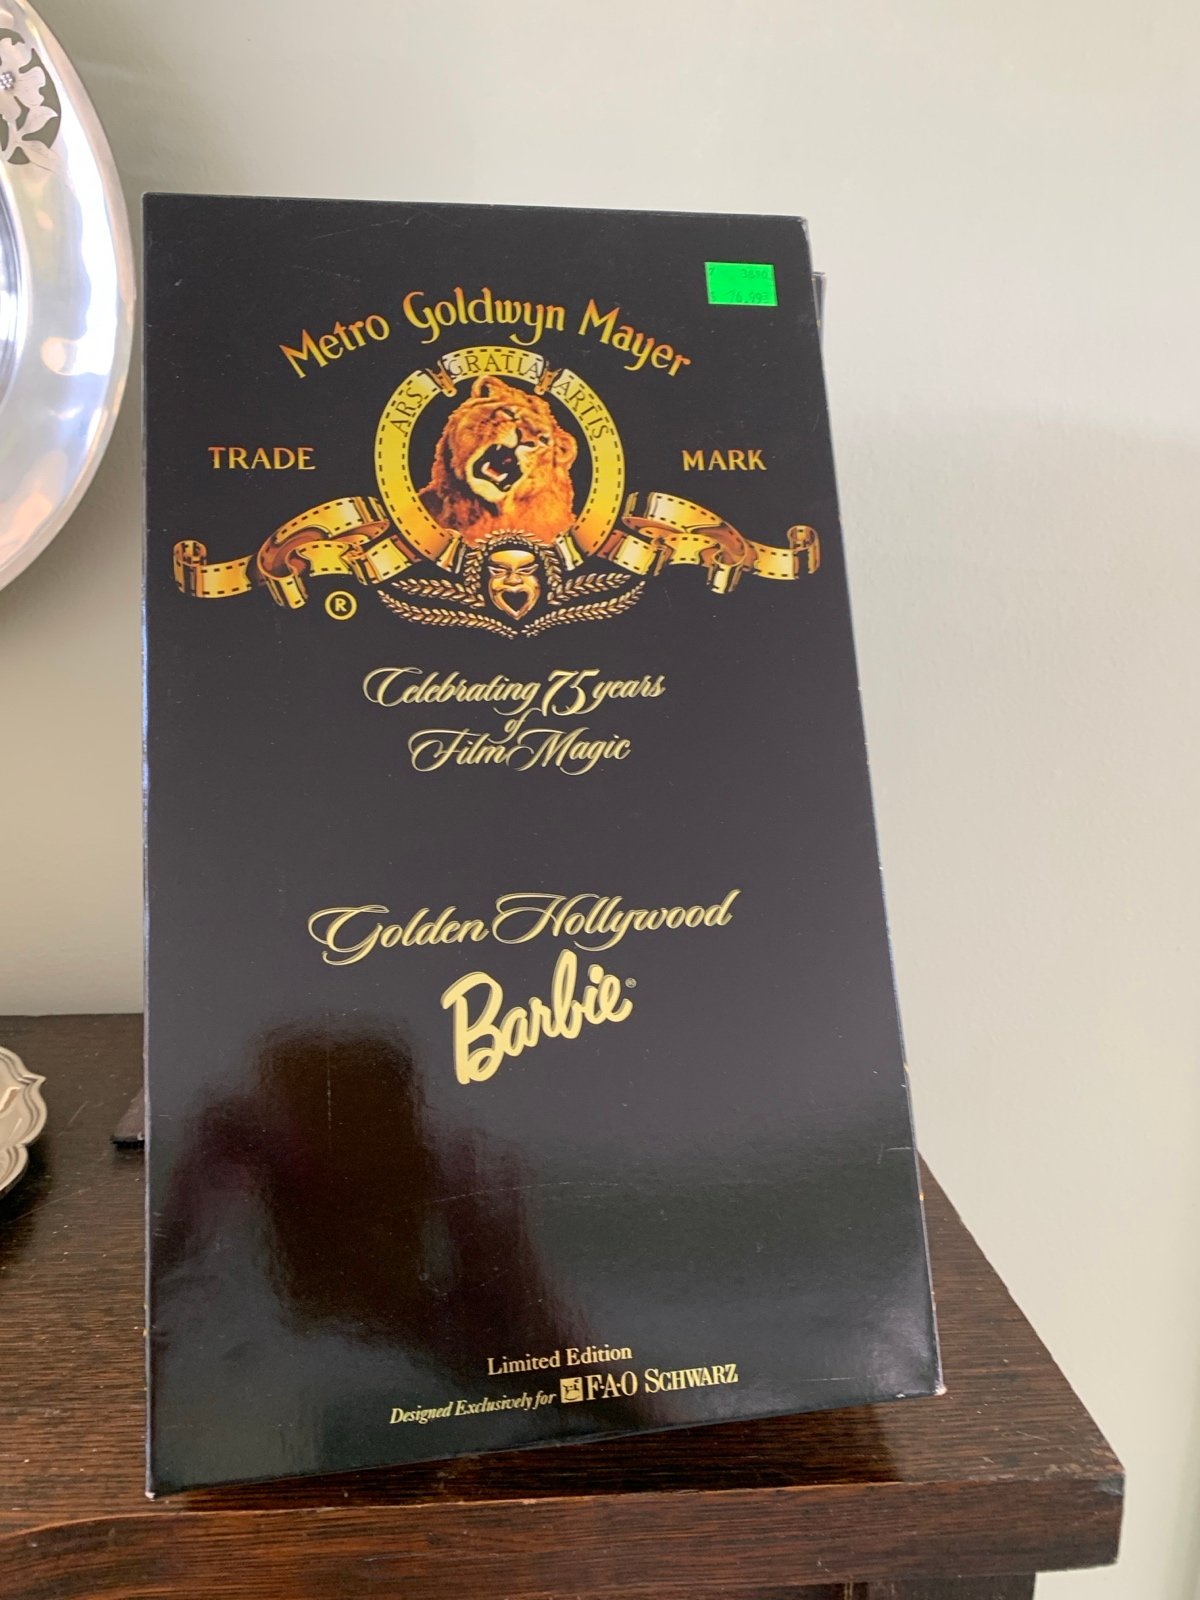 Metro Goldwyn Mayer
ARS GRATIA ARTIS
TRADE MARK
®
Celebrating 75 years
of
Film Magic
Golden Hollywood
Barbie®
Limited Edition
Designed Exclusively for F·A·O SCHWARZ